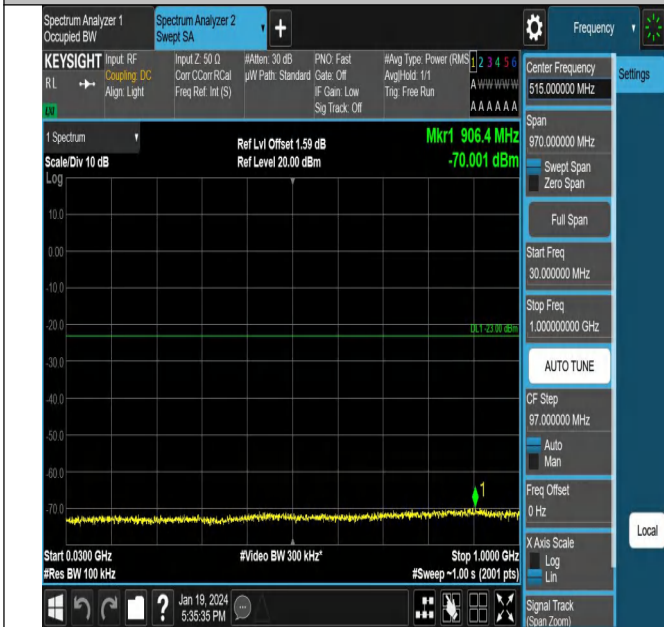 Spectrum Analyzer 1
Occupied BW
Spectrum Analyzer 2
Swept SA
Frequency
KEYSIGHT
RL
LXI
Input: RF
Coupling: DC
Align: Light
Input Z: 50 Ω
Corr CCorr RCal
Freq Ref: Int (S)
#Atten: 30 dB
µW Path: Standard
PNO: Fast
Gate: Off
IF Gain: Low
Sig Track: Off
#Avg Type: Power (RMS
Avg|Hold: 1/1
Trig: Free Run
1 2 3 4 5 6
A W W W W W
A A A A A A
Center Frequency
515.000000 MHz
Settings
1 Spectrum
Scale/Div 10 dB
Log
Ref Lvl Offset 1.59 dB
Ref Level 20.00 dBm
Mkr1 906.4 MHz
-70.001 dBm
10.0
0.00
-10.0
-20.0
-30.0
-40.0
-50.0
-60.0
-70.0
DL1 -23.00 dBm
1
Start 0.0300 GHz
#Res BW 100 kHz
#Video BW 300 kHz*
Stop 1.0000 GHz
#Sweep ~1.00 s (2001 pts)
Span
970.000000 MHz
Swept Span
Zero Span
Full Span
Start Freq
30.000000 MHz
Stop Freq
1.000000000 GHz
AUTO TUNE
CF Step
97.000000 MHz
Auto
Man
Freq Offset
0 Hz
X Axis Scale
Log
Lin
Local
Signal Track
(Span Zoom)
?
Jan 19, 2024
5:35:35 PM